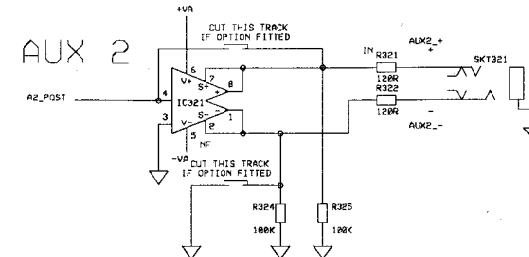 +VA
CUT THIS TRACK
IF OPTION FITTED
AUX 2
AUX2_+
+
IN
R321
120R
SKT321
6
7
V+
S+
+
8
4
A2_POST
IC321
R322
120R
3
S-
-
1
V-
2
5
-
AUX2_-
NF
-VA
CUT THIS TRACK
IF OPTION FITTED
R324
100K
R325